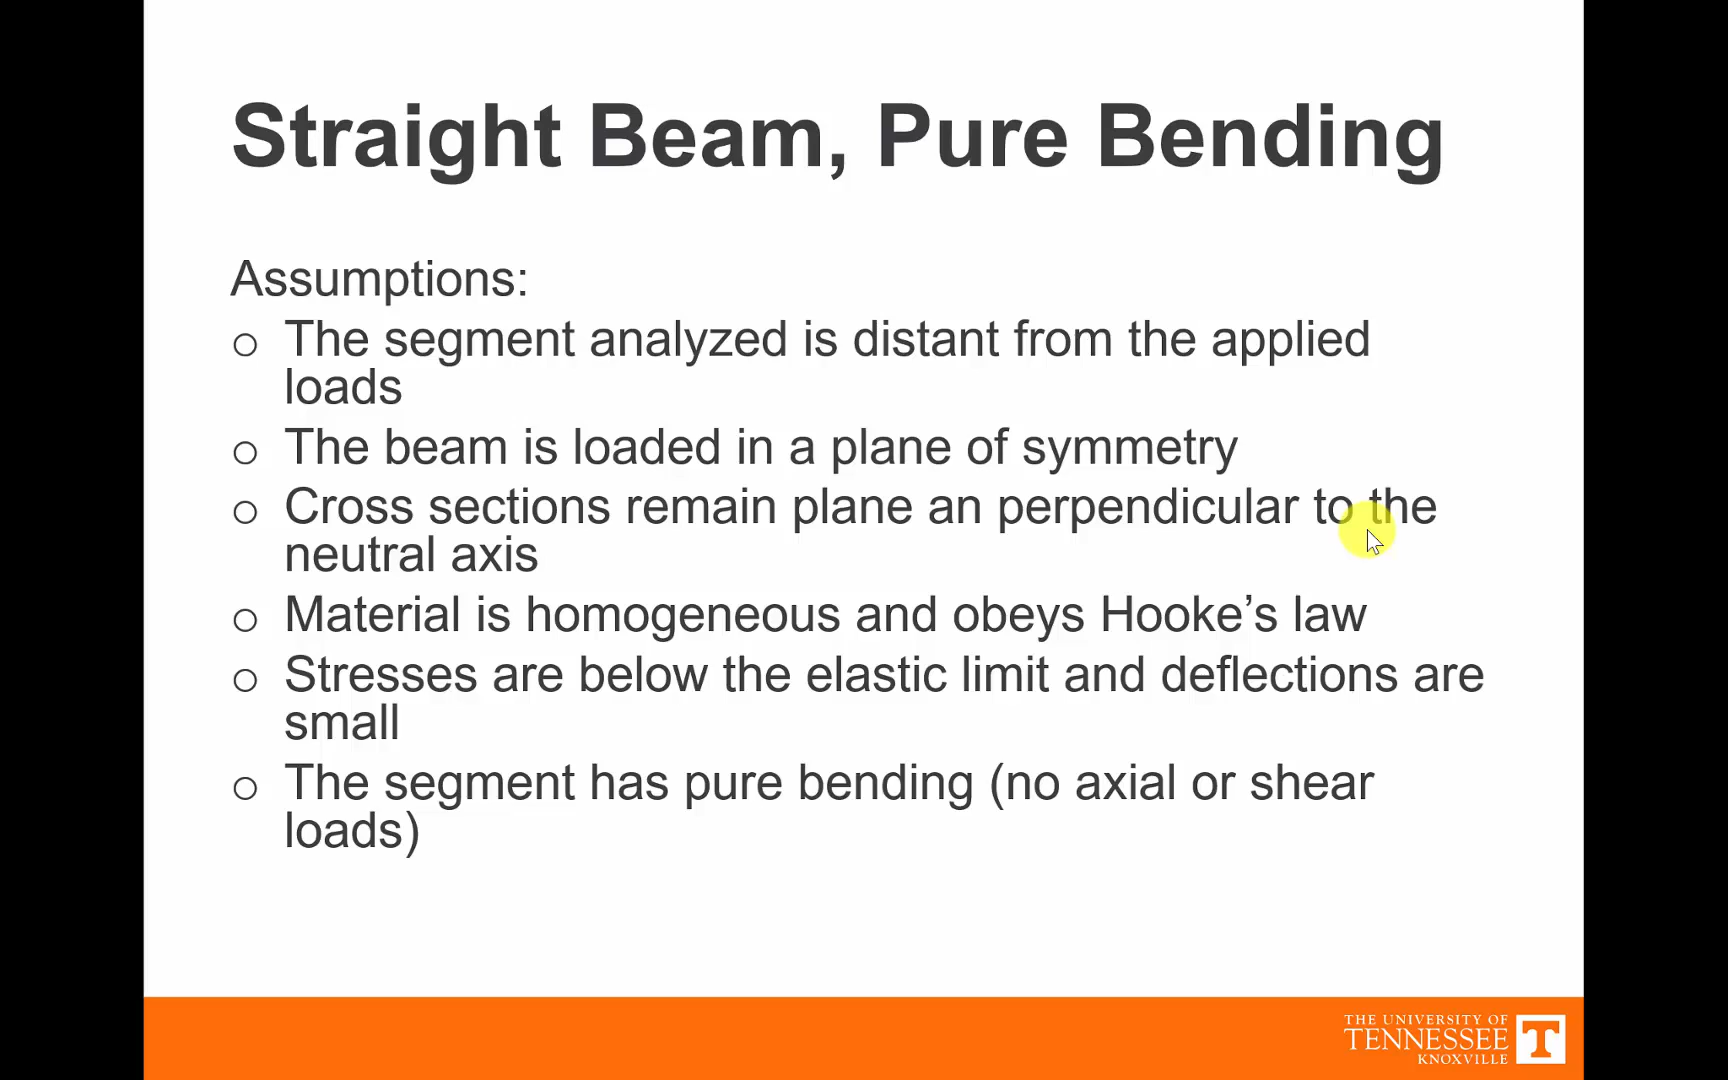 Straight Beam, Pure Bending
Assumptions:
o The segment analyzed is distant from the applied
loads
o The beam is loaded in a plane of symmetry
o Cross sections remain plane an perpendicular to the
neutral axis
o Material is homogeneous and obeys Hooke’s law
o Stresses are below the elastic limit and deflections are
small
o The segment has pure bending (no axial or shear
loads)
THE UNIVERSITY OF
TENNESSEE
KNOXVILLE
T